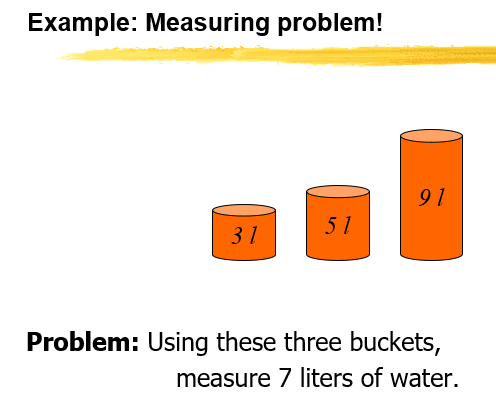 Example: Measuring problem!
3 l
5 l
9 l
Problem: Using these three buckets,
measure 7 liters of water.